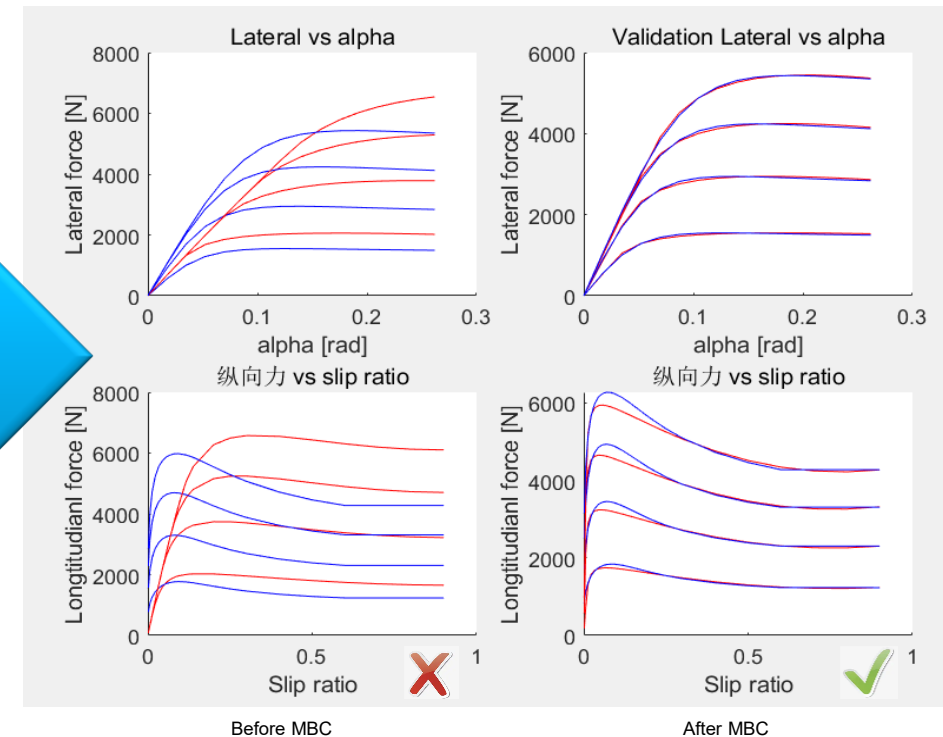 Lateral vs alpha
8000
6000
4000
2000
0
Lateral force [N]
0 0.1 0.2 0.3
alpha [rad]
Validation Lateral vs alpha
6000
4000
2000
0
Lateral force [N]
0 0.1 0.2 0.3
alpha [rad]
纵向力 vs slip ratio
8000
6000
4000
2000
0
Longtitudianl force [N]
0 0.5 1
Slip ratio
纵向力 vs slip ratio
6000
4000
2000
0
Longtitudianl force [N]
0 0.5 1
Slip ratio
Before MBC
After MBC